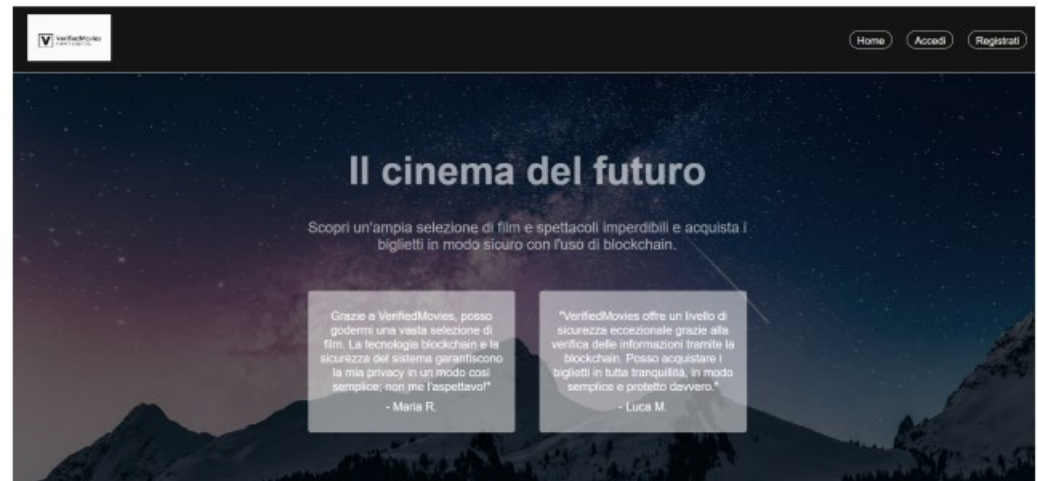 VerifiedMovies
Home
Accedi
Registrati
Il cinema del futuro
Scopri un'ampia selezione di film e spettacoli imperdibili e acquista i
biglietti in modo sicuro con l'uso di blockchain.
Grazie a VerifiedMovies, posso
godermi una vasta selezione di
film. La tecnologia blockchain e la
sicurezza del sistema garantiscono
la mia privacy in un modo così
semplice; non me l'aspettavo!"
- Maria R.
"VerifiedMovies offre un livello di
sicurezza eccezionale grazie alla
verifica delle informazioni tramite la
blockchain. Posso acquistare i
biglietti in tutta tranquillità, in modo
semplice e protetto davvero."
- Luca M.